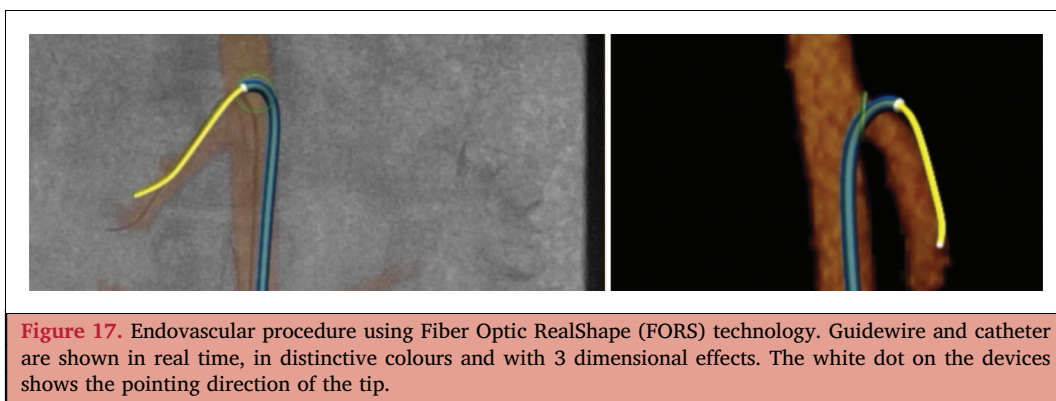 Figure 17. Endovascular procedure using Fiber Optic RealShape (FORS) technology. Guidewire and catheter
are shown in real time, in distinctive colours and with 3 dimensional effects. The white dot on the devices
shows the pointing direction of the tip.